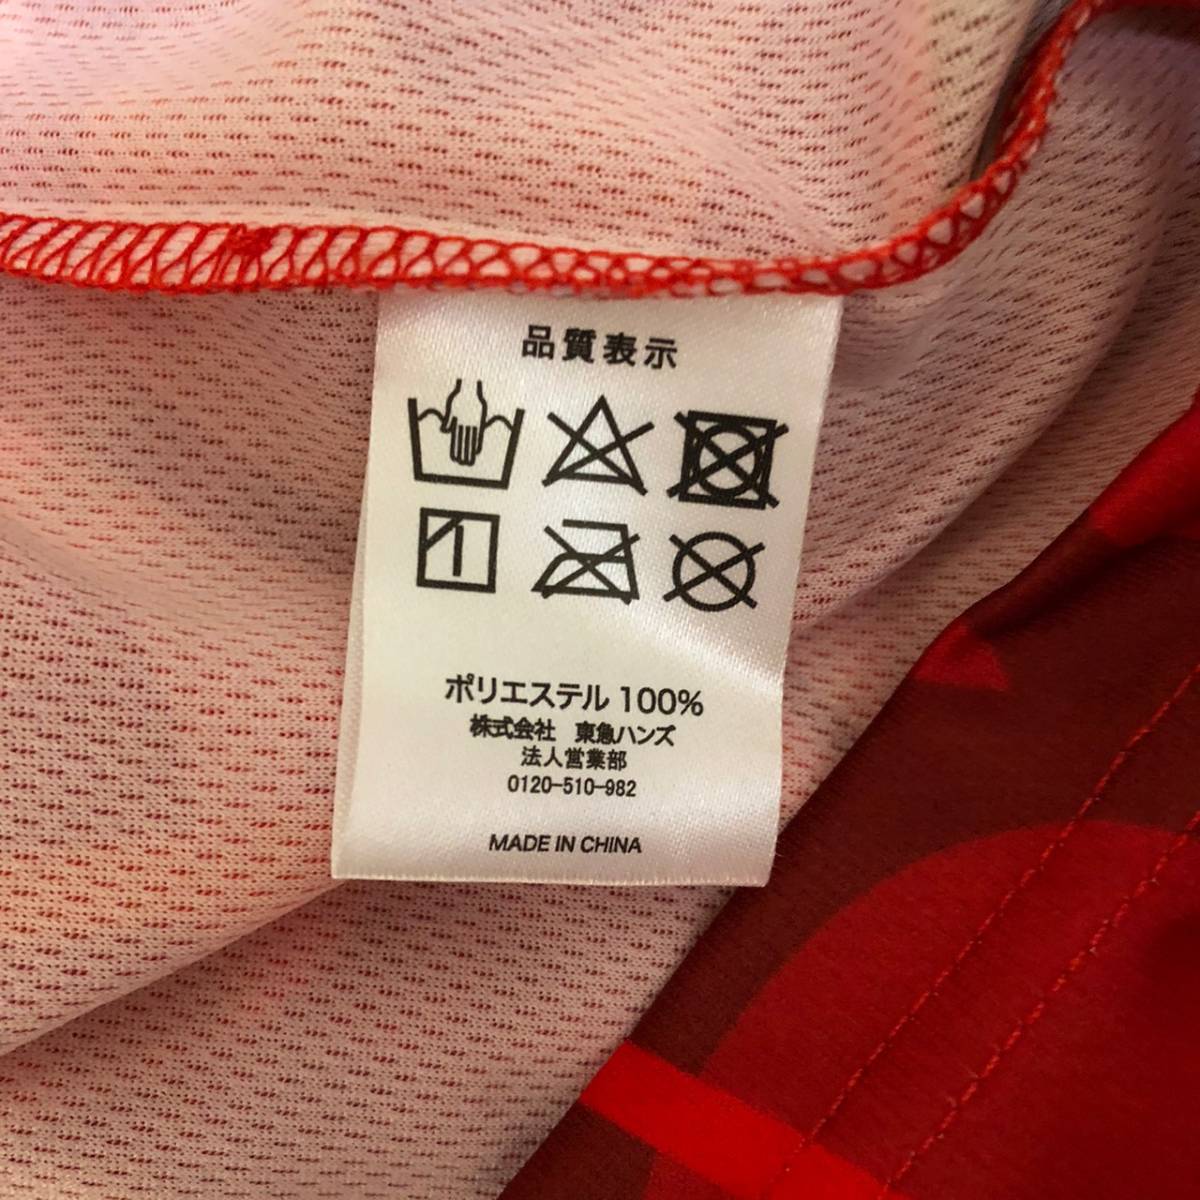 品質表示
ポリエステル 100%
株式会社　東急ハンズ
法人営業部
0120-510-982
MADE IN CHINA